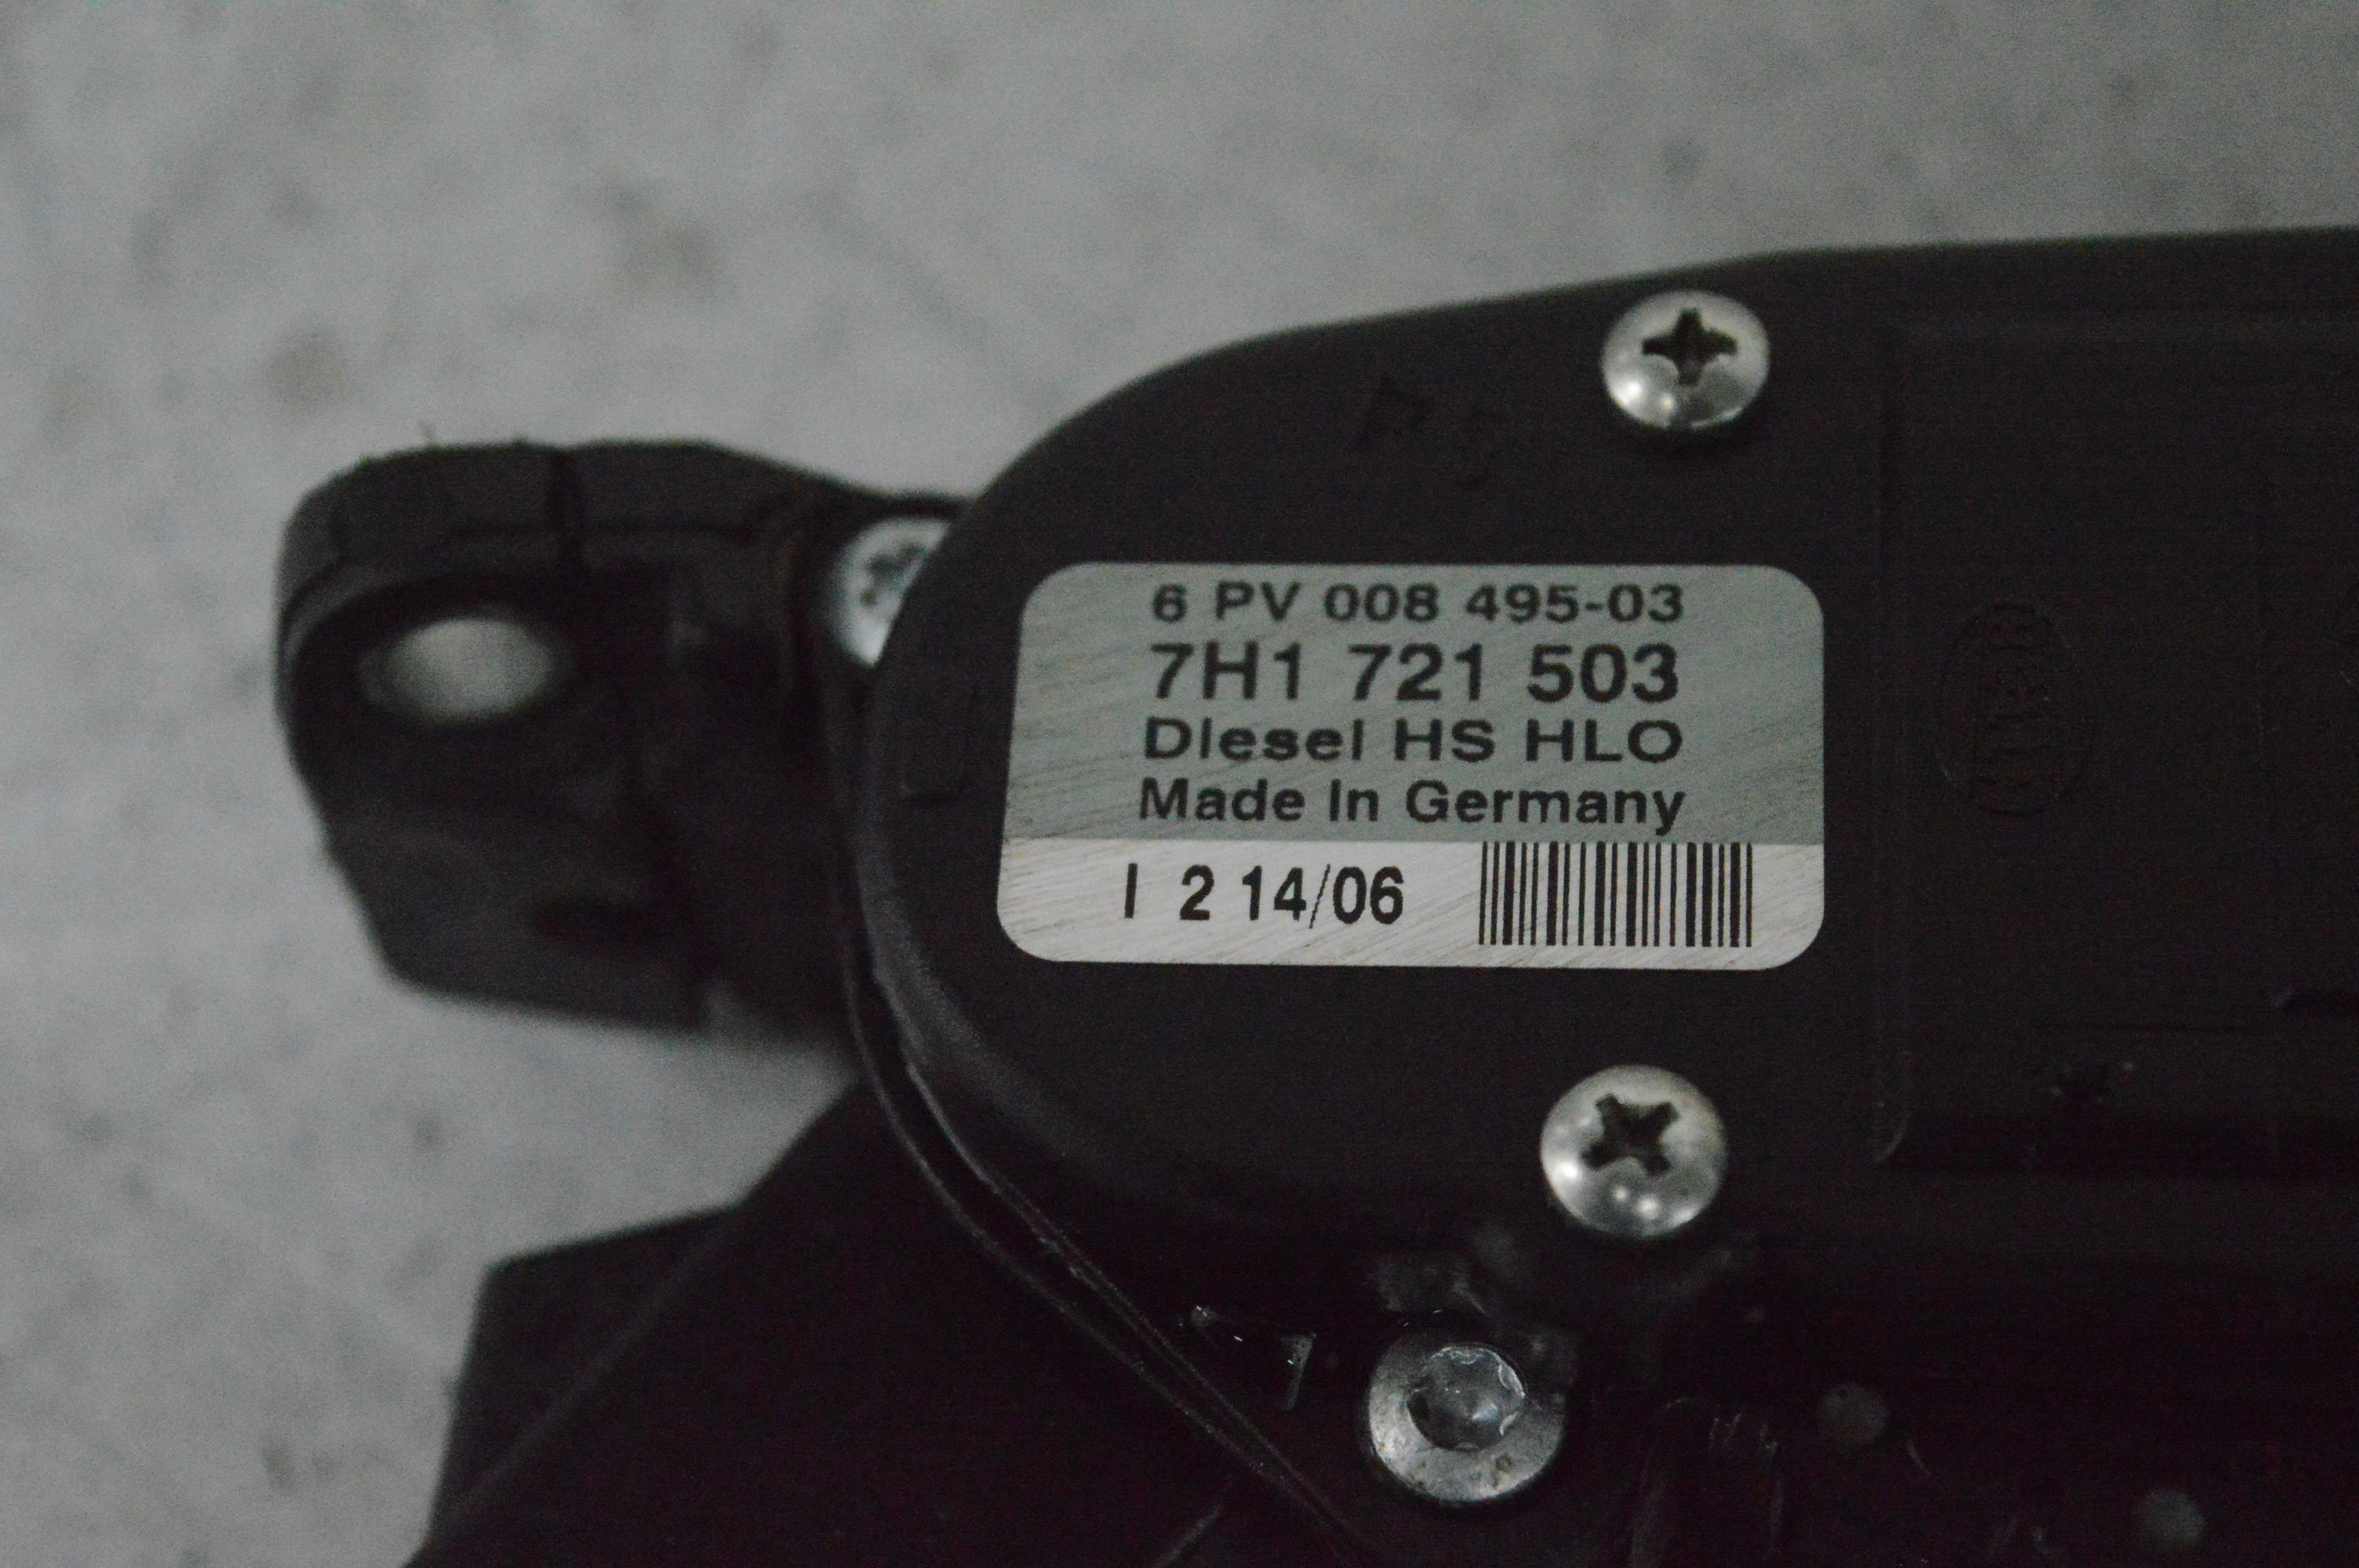 6 PV 008 495-03
7H1 721 503
Diesel HS HLO
Made In Germany
I 2 14/06